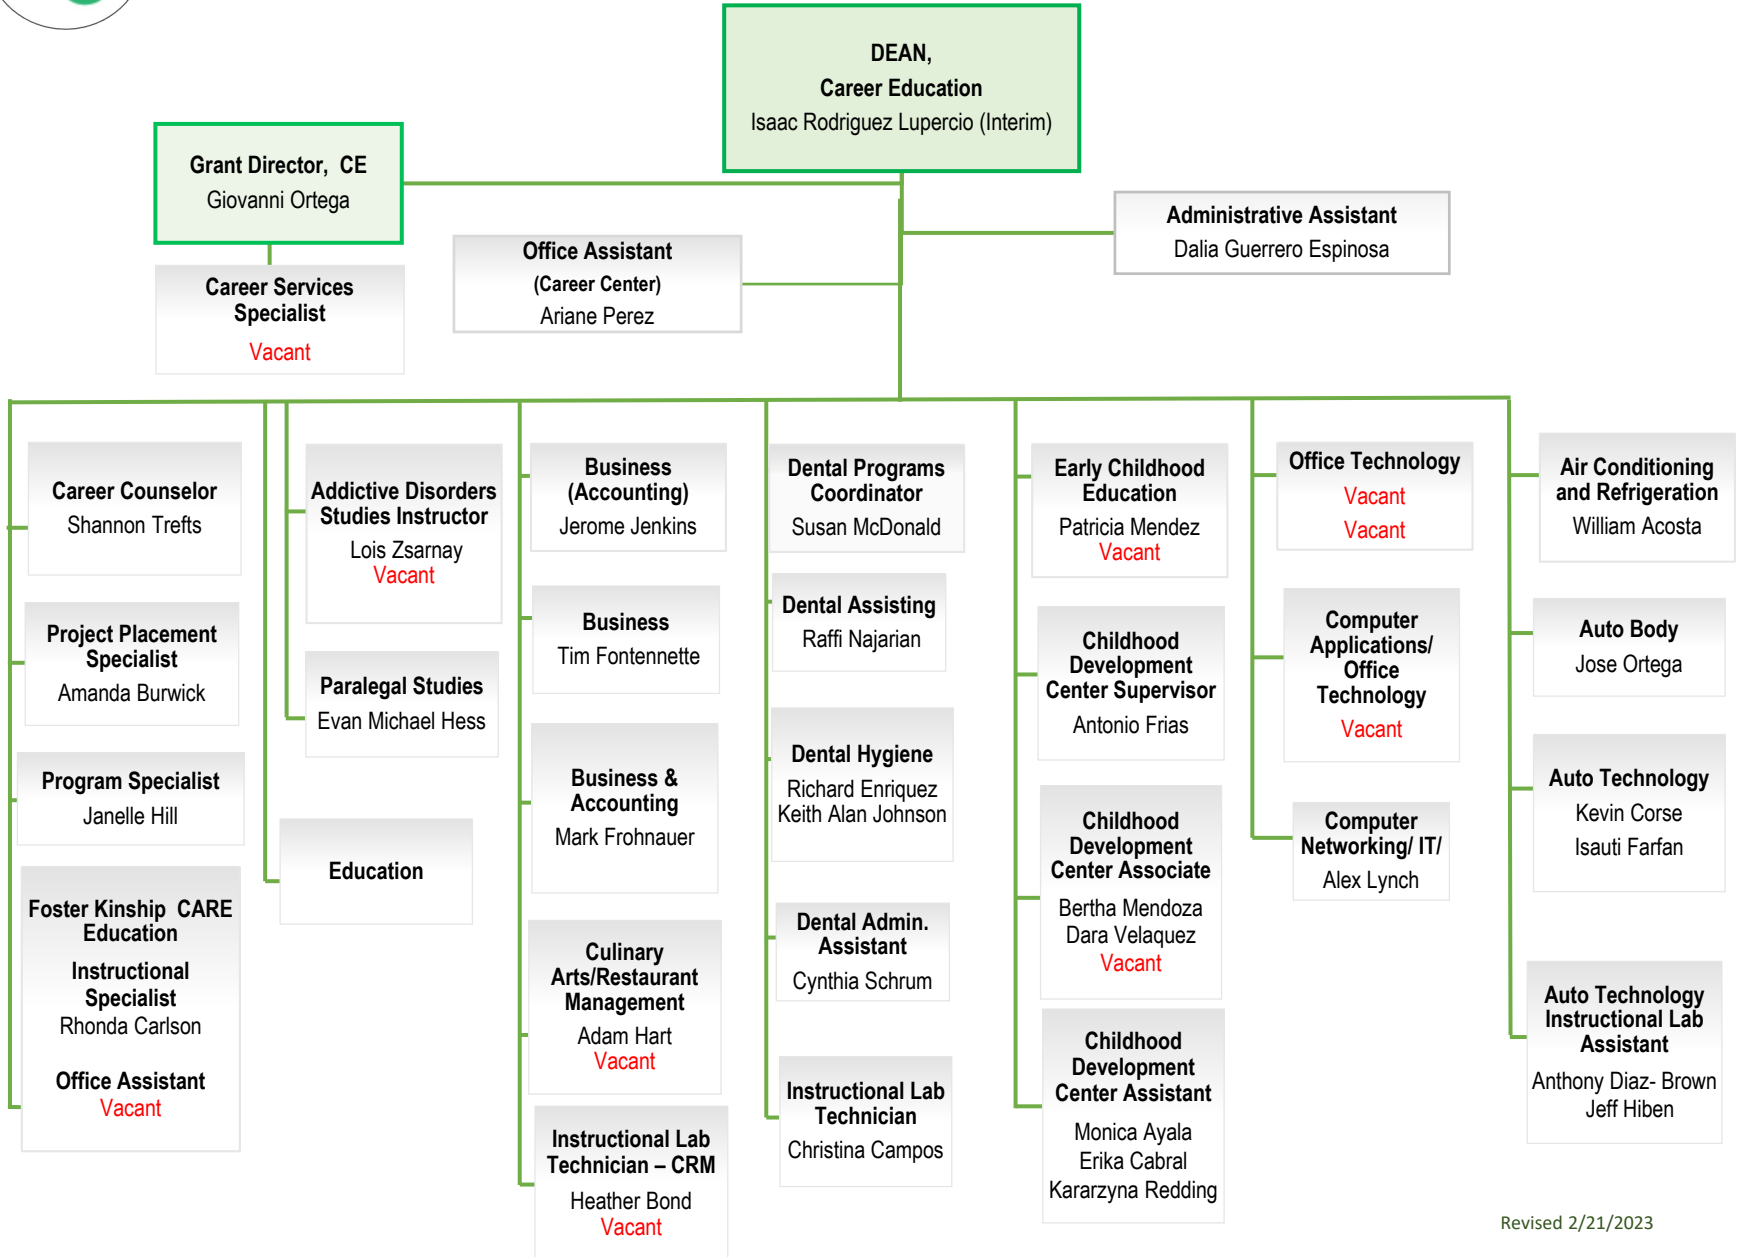 DEAN,
Career Education
Isaac Rodriguez Lupercio (Interim)
Grant Director,  CE
Giovanni Ortega
Administrative Assistant
Dalia Guerrero Espinosa
Office Assistant
(Career Center)
Ariane Perez
Career Services
Specialist
Vacant
Career Counselor
Shannon Trefts
Project Placement
Specialist
Amanda Burwick
Program Specialist
Janelle Hill
Foster Kinship  CARE
Education
Instructional
Specialist
Rhonda Carlson
Office Assistant
Vacant
Addictive Disorders
Studies Instructor
Lois Zsarnay
Vacant
Paralegal Studies
Evan Michael Hess
Education
Business
(Accounting)
Jerome Jenkins
Business
Tim Fontennette
Business &
Accounting
Mark Frohnauer
Culinary
Arts/Restaurant
Management
Adam Hart
Vacant
Instructional Lab
Technician – CRM
Heather Bond
Vacant
Dental Programs
Coordinator
Susan McDonald
Dental Assisting
Raffi Najarian
Dental Hygiene
Richard Enriquez
Keith Alan Johnson
Dental Admin.
Assistant
Cynthia Schrum
Instructional Lab
Technician
Christina Campos
Early Childhood
Education
Patricia Mendez
Vacant
Childhood
Development
Center Supervisor
Antonio Frias
Childhood
Development
Center Associate
Bertha Mendoza
Dara Velaquez
Vacant
Childhood
Development
Center Assistant
Monica Ayala
Erika Cabral
Kararzyna Redding
Office Technology
Vacant
Vacant
Computer
Applications/
Office
Technology
Vacant
Computer
Networking/ IT/
Alex Lynch
Air Conditioning
and Refrigeration
William Acosta
Auto Body
Jose Ortega
Auto Technology
Kevin Corse
Isauti Farfan
Auto Technology
Instructional Lab
Assistant
Anthony Diaz- Brown
Jeff Hiben
Revised 2/21/2023